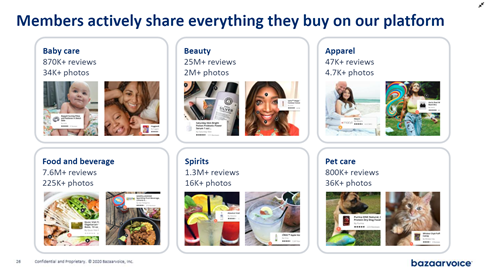 Members actively share everything they buy on our platform
Baby care
870K+ reviews
34K+ photos
Beauty
25M+ reviews
2M+ photos
Apparel
47K+ reviews
4.7K+ photos
Food and beverage
7.6M+ reviews
225K+ photos
Spirits
1.3M+ reviews
16K+ photos
Pet care
800K+ reviews
36K+ photos
Confidential and Proprietary. © 2020 Bazaarvoice, Inc.
bazaarvoice